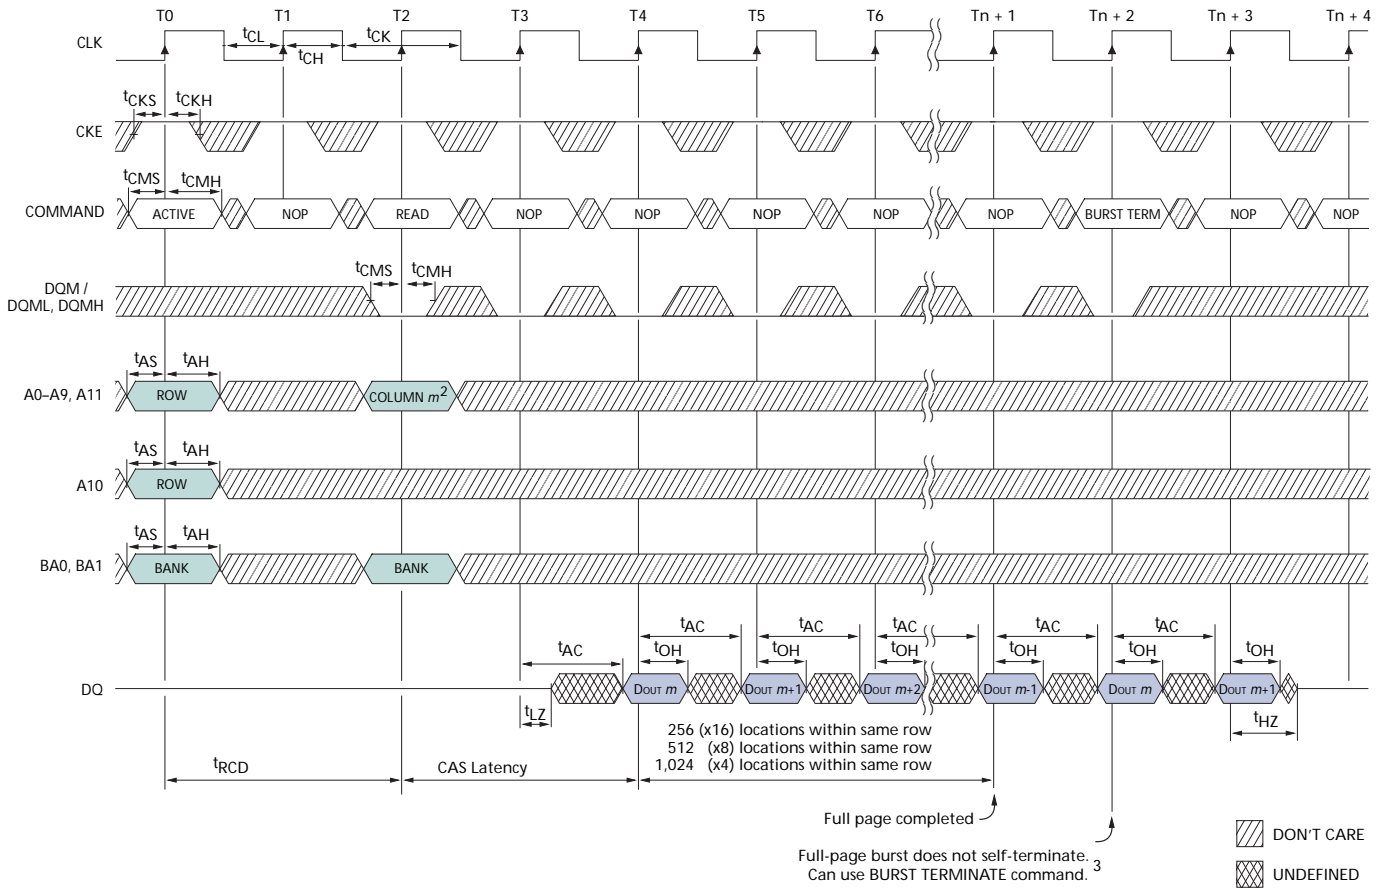 T0 T1 T2 T3 T4 T5 T6 Tn + 1 Tn + 2 Tn + 3 Tn + 4
CLK tCL tCH tCK
tCKS tCKH
CKE
tCMS tCMH
COMMAND ACTIVE NOP READ NOP NOP NOP NOP NOP BURST TERM NOP NOP
tCMS tCMH
DQM /
DQML, DQMH
tAS tAH
A0–A9, A11 ROW COLUMN m2
tAS tAH
A10 ROW
tAS tAH
BA0, BA1 BANK BANK
tAC tAC tAC tAC tAC tAC
tOH tOH tOH tOH tOH tOH
DQ DOUT m DOUT m+1 DOUT m+2 DOUT m-1 DOUT m DOUT m+1
tLZ tHZ
256 (x16) locations within same row
512 (x8) locations within same row
1,024 (x4) locations within same row
tRCD CAS Latency
Full page completed
Full-page burst does not self-terminate. 3
Can use BURST TERMINATE command.
DON'T CARE
UNDEFINED